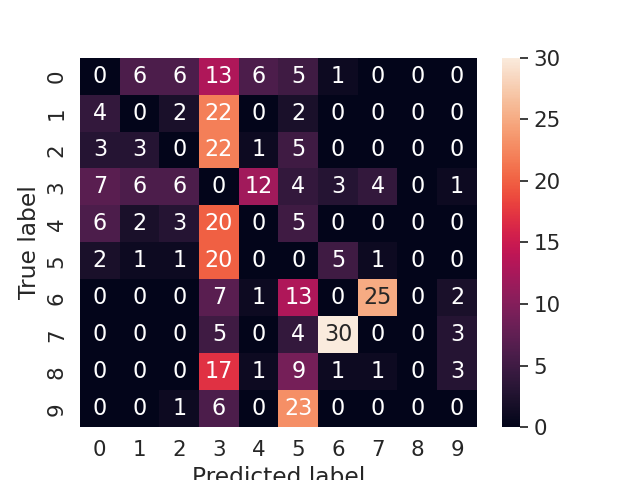 0 0 6 6 13 6 5 1 0 0 0
1 4 0 2 22 0 2 0 0 0 0
2 3 3 0 22 1 5 0 0 0 0
3 7 6 6 0 12 4 3 4 0 1
4 6 2 3 20 0 5 0 0 0 0
5 2 1 1 20 0 0 5 1 0 0
6 0 0 0 7 1 13 0 25 0 2
7 0 0 0 5 0 4 30 0 0 3
8 0 0 0 17 1 9 1 1 0 3
9 0 0 1 6 0 23 0 0 0 0
0 1 2 3 4 5 6 7 8 9
True label
Predicted label
30
25
20
15
10
5
0